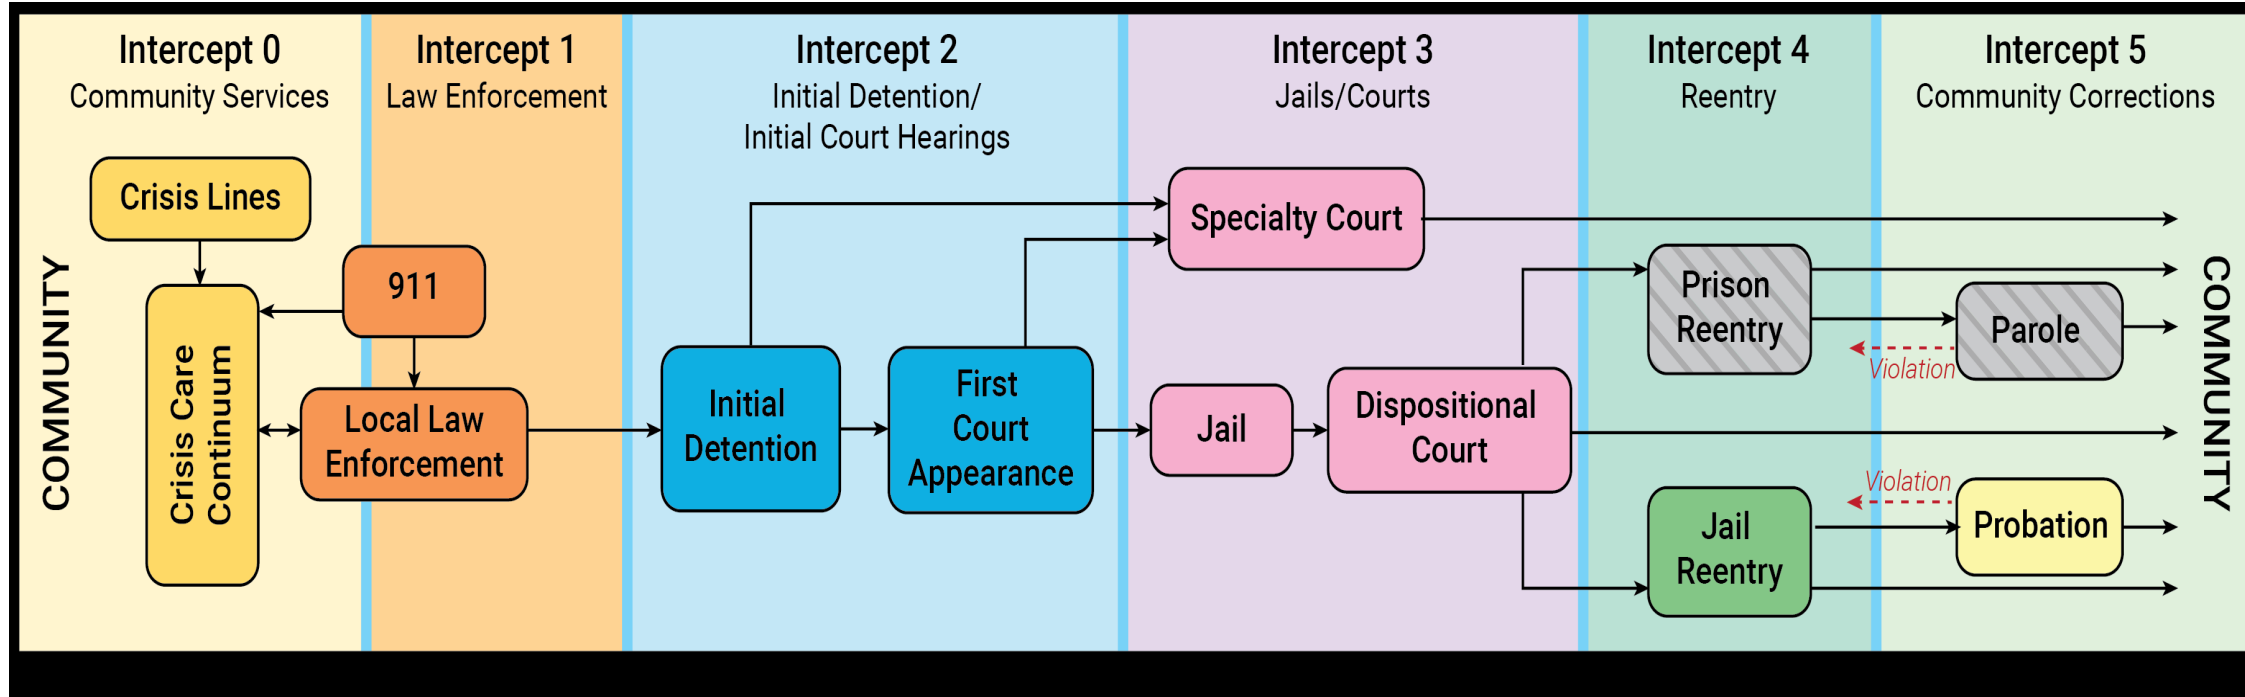 Intercept 0
Community Services
Intercept 1
Law Enforcement
Intercept 2
Initial Detention/
Initial Court Hearings
Intercept 3
Jails/Courts
Intercept 4
Reentry
Intercept 5
Community Corrections
COMMUNITY
Crisis Lines
Crisis Care
Continuum
911
Local Law
Enforcement
Initial
Detention
First
Court
Appearance
Specialty Court
Jail
Dispositional
Court
Prison
Reentry
Parole
Violation
Violation
Jail
Reentry
Probation
COMMUNITY